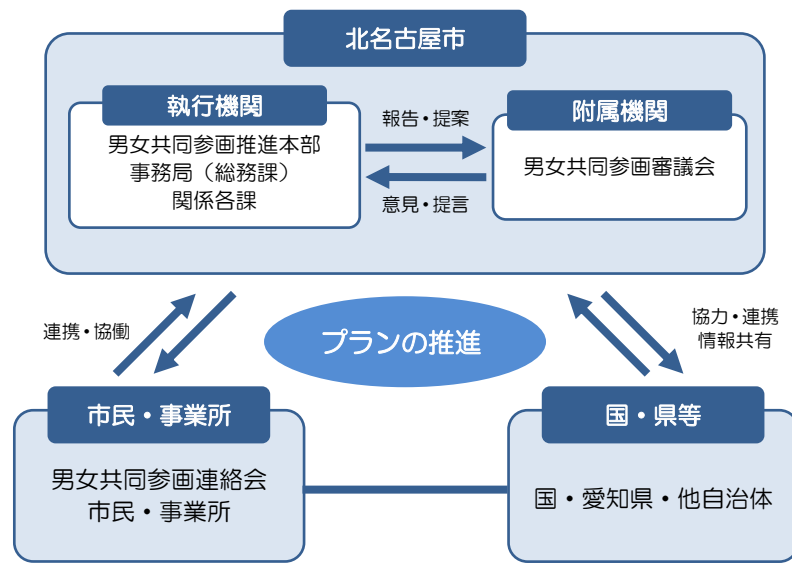 北名古屋市
執行機関
男女共同参画推進本部
事務局（総務課）
関係各課
報告・提案
意見・提言
附属機関
男女共同参画審議会
連携・協働
プランの推進
協力・連携
情報共有
市民・事業所
男女共同参画連絡会
市民・事業所
国・県等
国・愛知県・他自治体